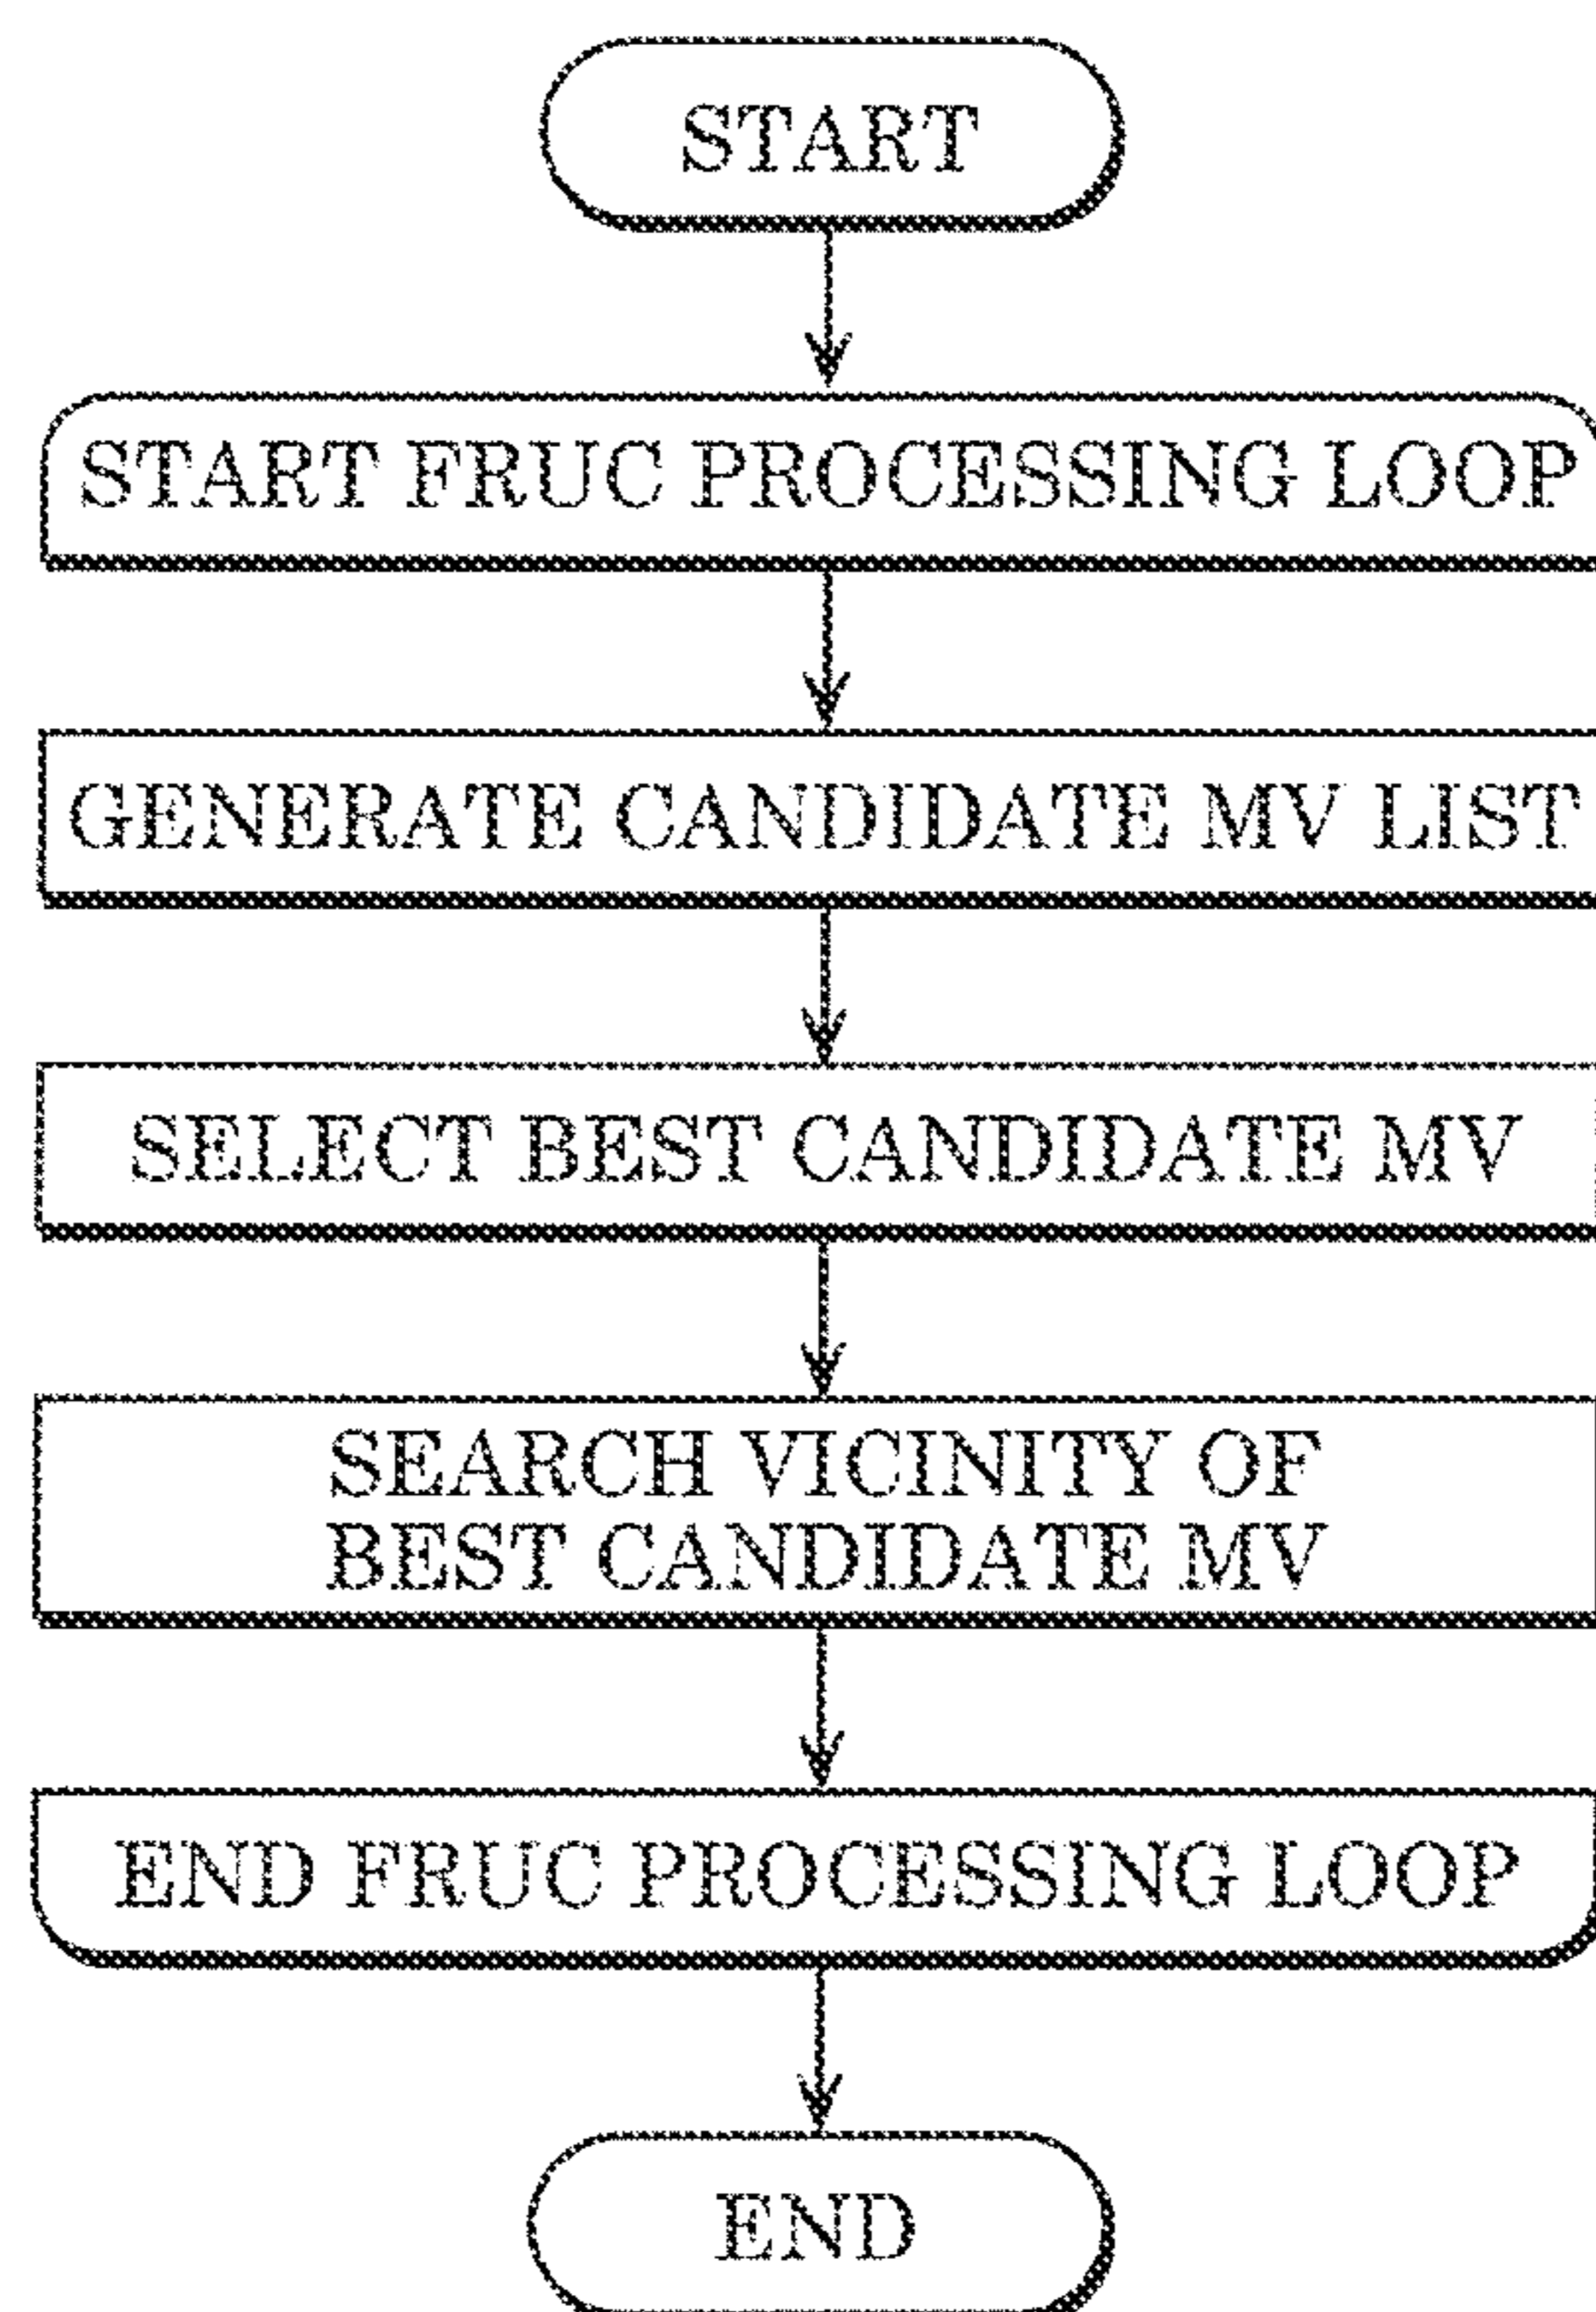 START
START FRUC PROCESSING LOOP
GENERATE CANDIDATE MV LIST
SELECT BEST CANDIDATE MV
SEARCH VICINITY OF
BEST CANDIDATE MV
END FRUC PROCESSING LOOP
END